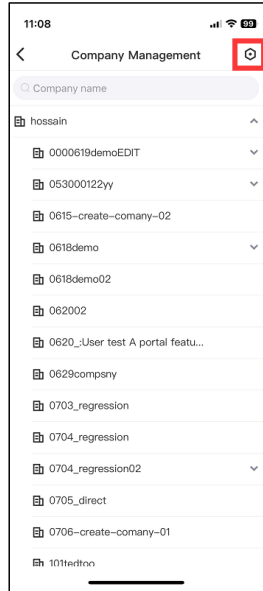 11:08
99
Company Management
Company name
hossain
0000619demoEDIT
053000122yy
0615-create-comany-02
0618demo
0618demo02
062002
0620_:User test A portal featu...
0629compsny
0703_regression
0704_regression
0704_regression02
0705_direct
0706-create-comany-01
101tedtoo